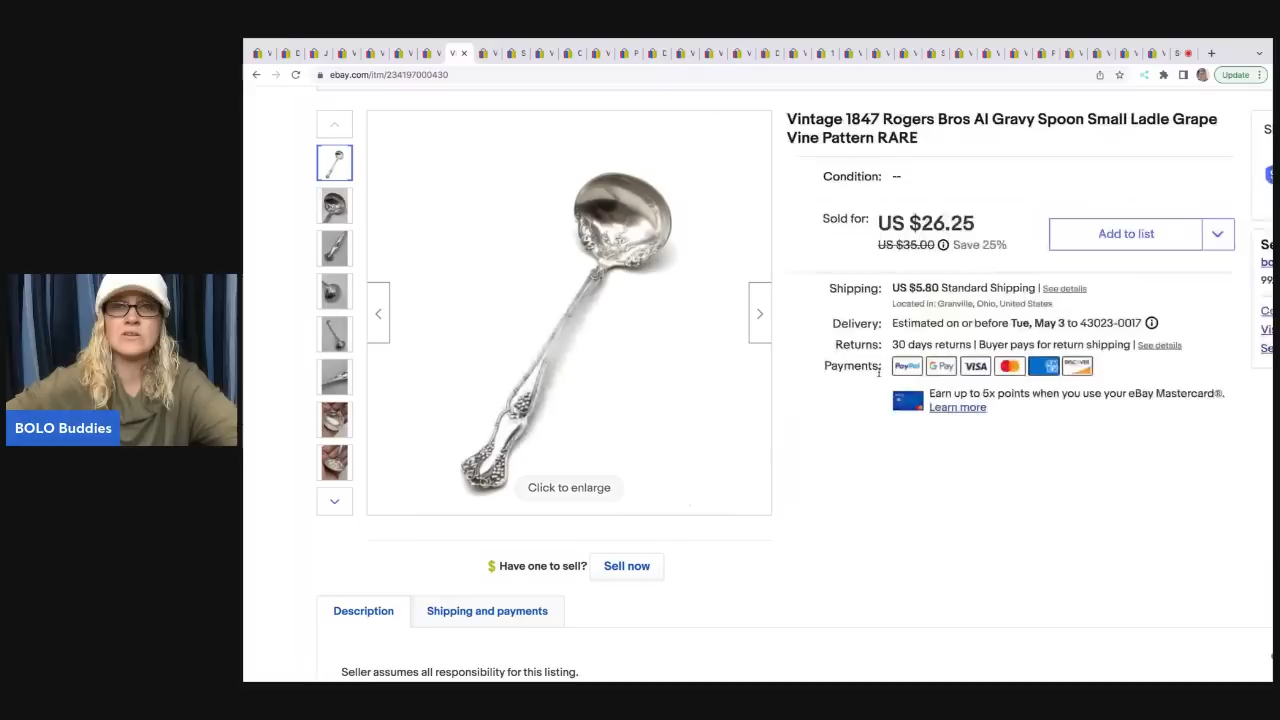 Update
ebay.com/itm/234197000430
Vintage 1847 Rogers Bros AI Gravy Spoon Small Ladle Grape
Vine Pattern RARE
Condition: --
Sold for: US $26.25
US $35.00 Save 25%
Add to list
Shipping: US $5.80 Standard Shipping | See details
Located in: Granville, Ohio, United States
Delivery: Estimated on or before Tue, May 3 to 43023-0017
Returns: 30 days returns | Buyer pays for return shipping | See details
Payments: PayPal G Pay VISA DISCOVER
Earn up to 5x points when you use your eBay Mastercard®.
Learn more
BOLO Buddies
Click to enlarge
$ Have one to sell? Sell now
Description Shipping and payments
Seller assumes all responsibility for this listing.